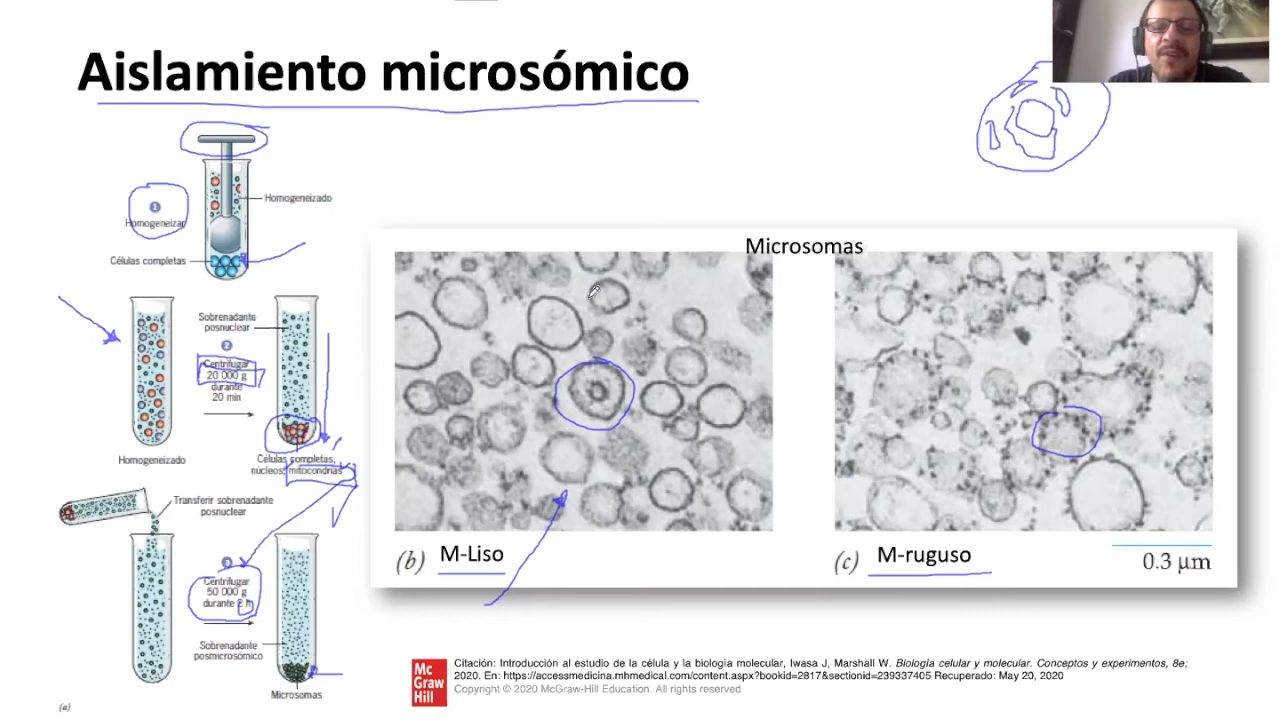 Aislamiento microsómico
Homogeneizado
1
Homogeneizar
Células completas
Sobrenadante
posnuclear
2
Centrifugar
20 000 g
durante
20 min
Homogeneizado
Células completas,
núcleos, mitocondrias
Transferir sobrenadante
posnuclear
3
Centrifugar
50 000 g
durante 2 h
Sobrenadante
posmicrosómico
Microsomas
(a)
Microsomas
(b) M-Liso
(c) M-ruguso
0.3 µm
Mc
Graw
Hill
Citación: Introducción al estudio de la célula y la biología molecular, Iwasa J, Marshall W. Biología celular y molecular. Conceptos y experimentos, 8e;
2020. En: https://accessmedicina.mhmedical.com/content.aspx?bookid=2817&sectionid=239337405 Recuperado: May 20, 2020
Copyright © 2020 McGraw-Hill Education. All rights reserved